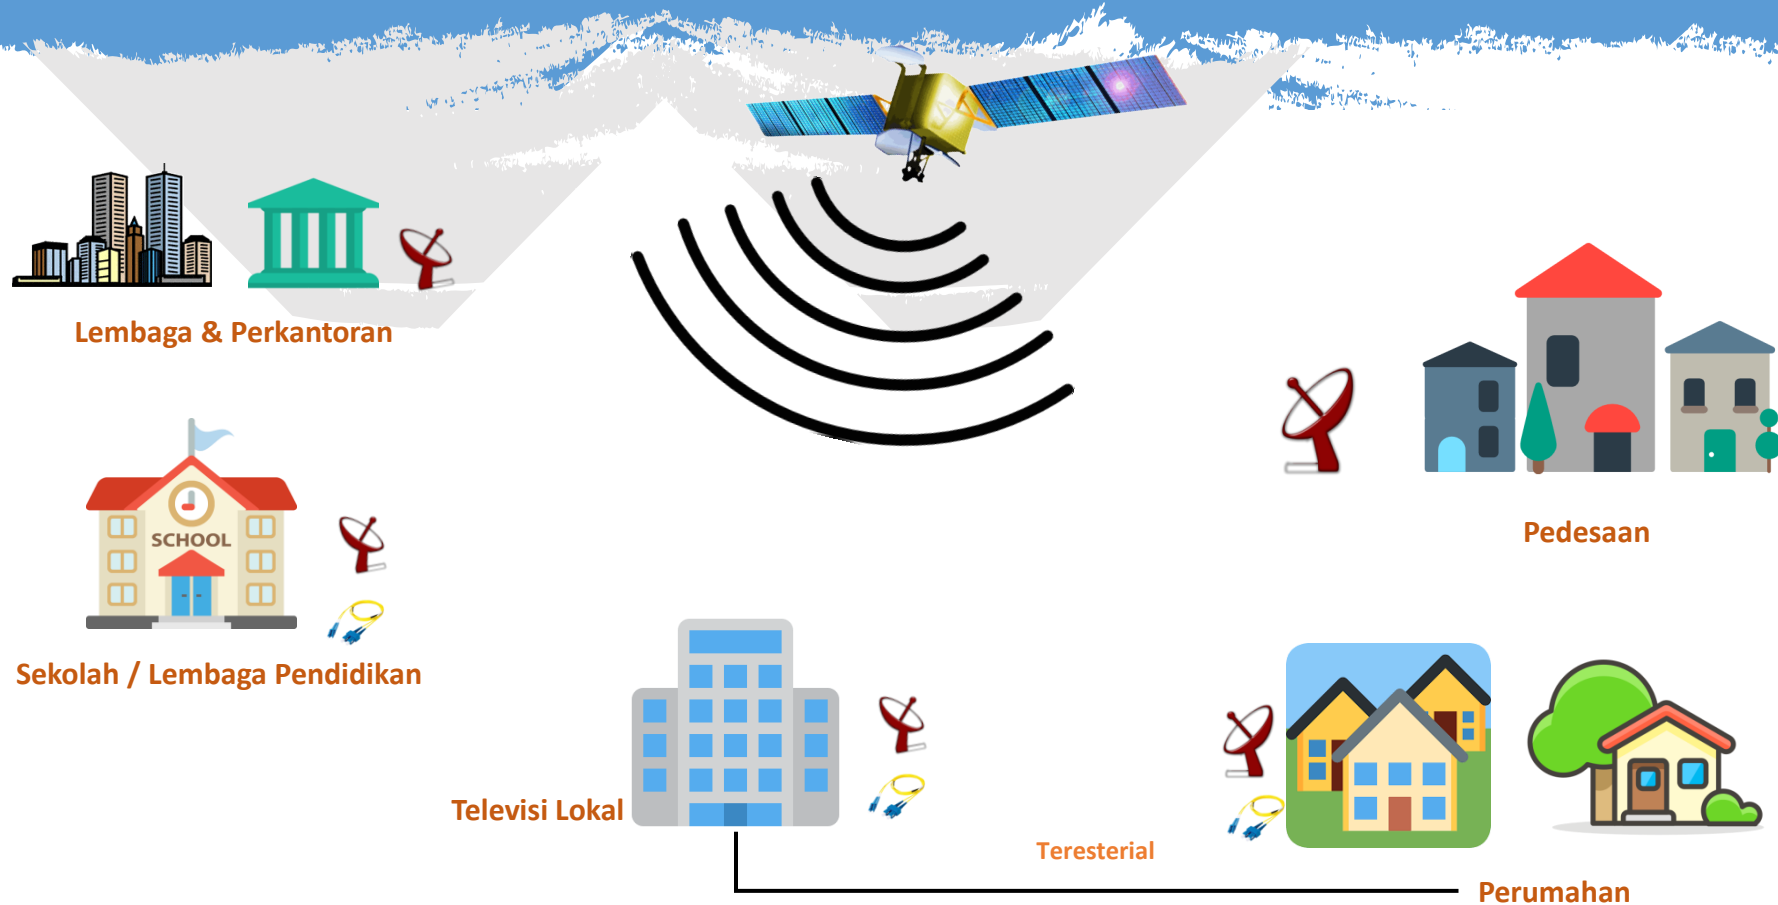 Lembaga & Perkantoran
SCHOOL
Sekolah / Lembaga Pendidikan
Pedesaan
Televisi Lokal
Teresterial
Perumahan